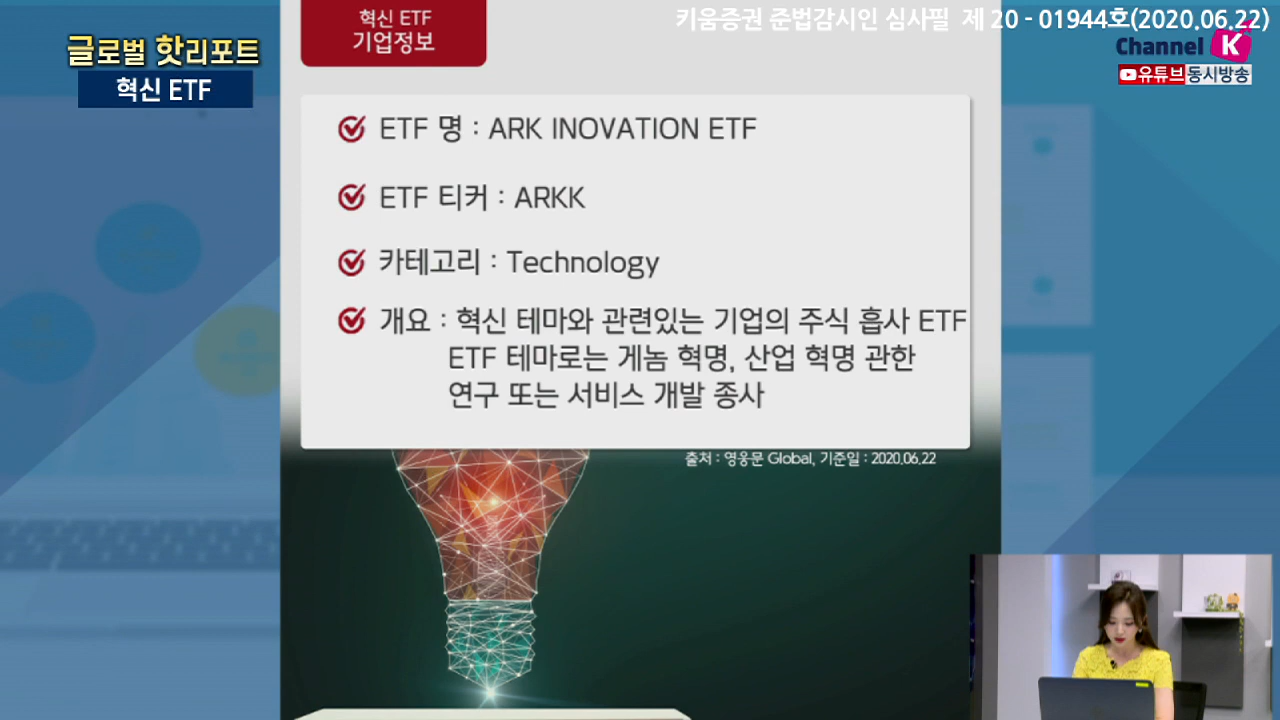 키움증권 준법감시인 심사필 제 20 - 01944호(2020.06.22)
글로벌 핫리포트
혁신 ETF
Channel K
유튜브동시방송
혁신 ETF
기업정보
ETF 명 : ARK INOVATION ETF
ETF 티커 : ARKK
카테고리 : Technology
개요 : 혁신 테마와 관련있는 기업의 주식 흡사 ETF
ETF 테마로는 게놈 혁명, 산업 혁명 관한
연구 또는 서비스 개발 종사
출처 : 영웅문 Global, 기준일 : 2020.06.22